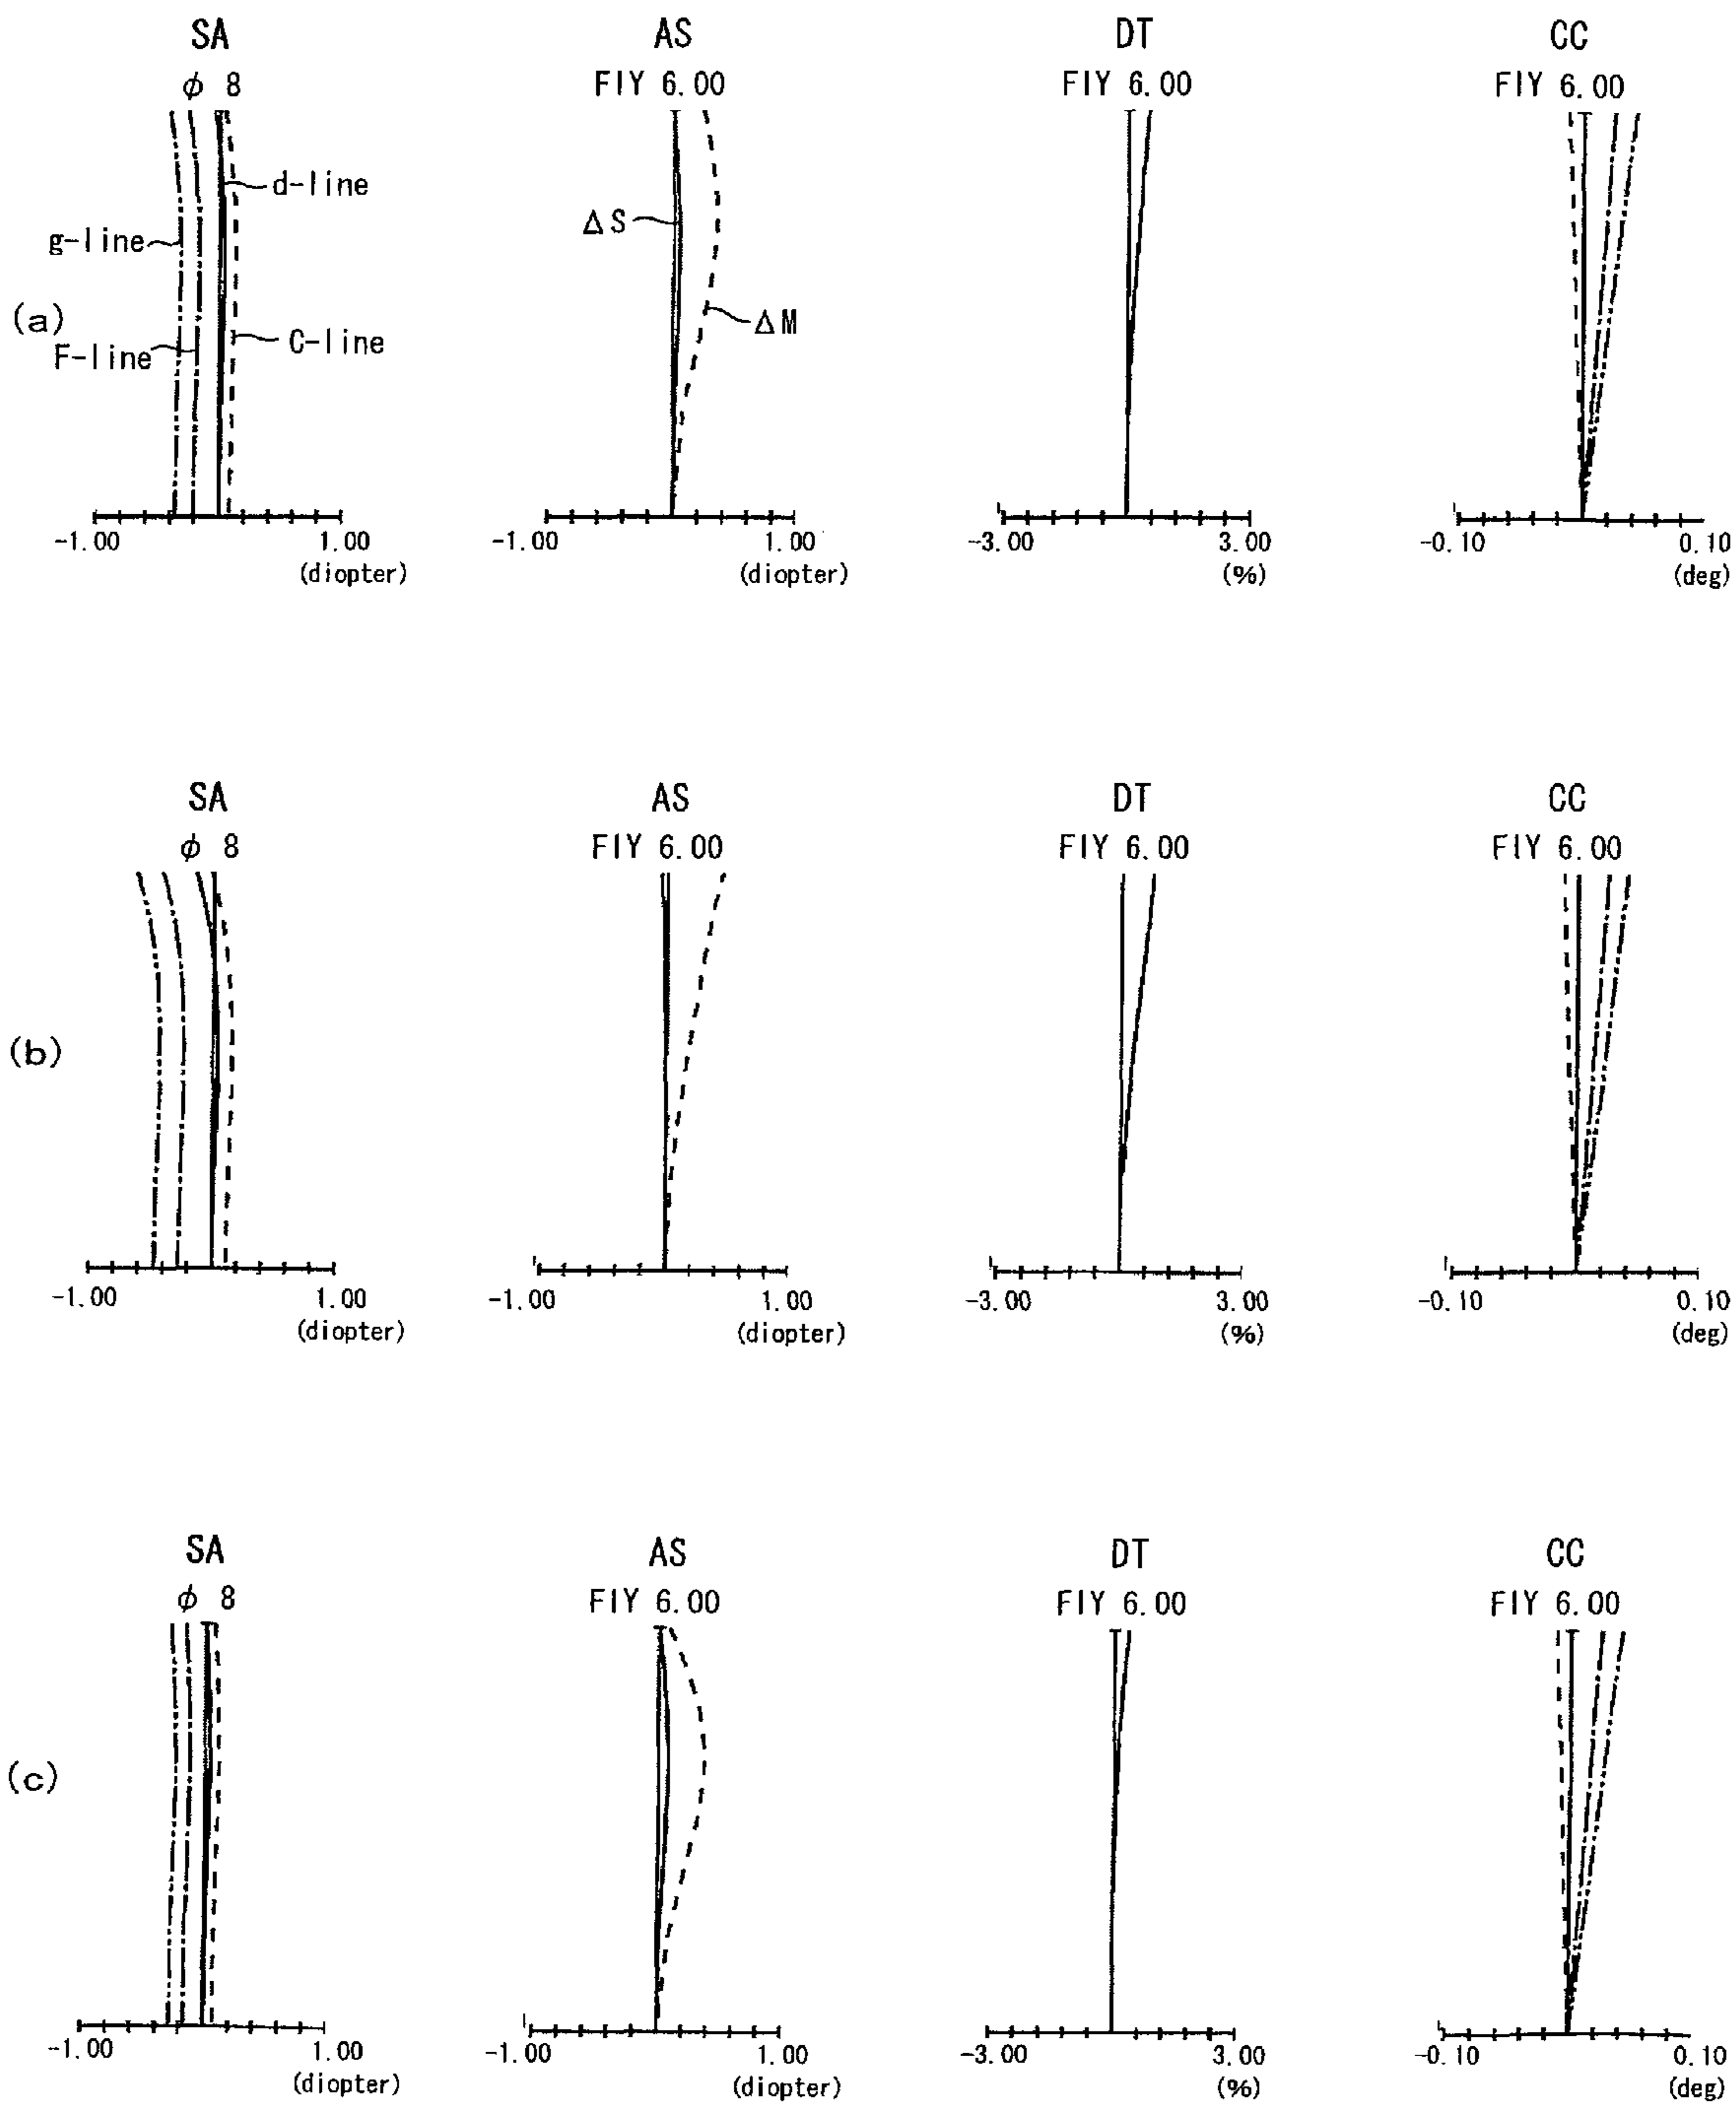 SA AS DT CC
φ 8 FIY 6.00 FIY 6.00 FIY 6.00
d-line
ΔS
g-line
(a)
ΔM
C-line
F-line
-1.00 1.00 -1.00 1.00 -3.00 3.00 -0.10 0.10
(diopter) (diopter) (%) (deg)
SA AS DT CC
φ 8 FIY 6.00 FIY 6.00 FIY 6.00
(b)
-1.00 1.00 -1.00 1.00 -3.00 3.00 -0.10 0.10
(diopter) (diopter) (%) (deg)
SA AS DT CC
φ 8 FIY 6.00 FIY 6.00 FIY 6.00
(c)
-1.00 1.00 -1.00 1.00 -3.00 3.00 -0.10 0.10
(diopter) (diopter) (%) (deg)